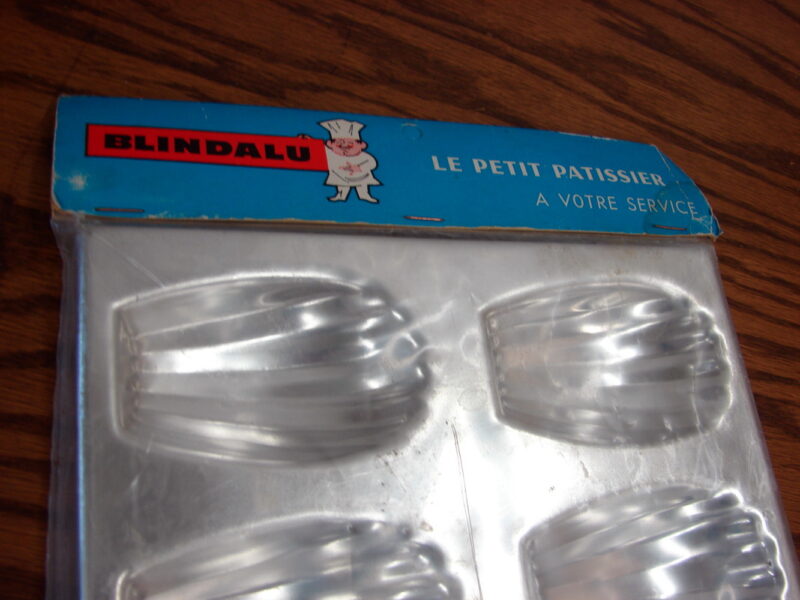 BLINDALU
LE PETIT PATISSIER
A VOTRE SERVICE